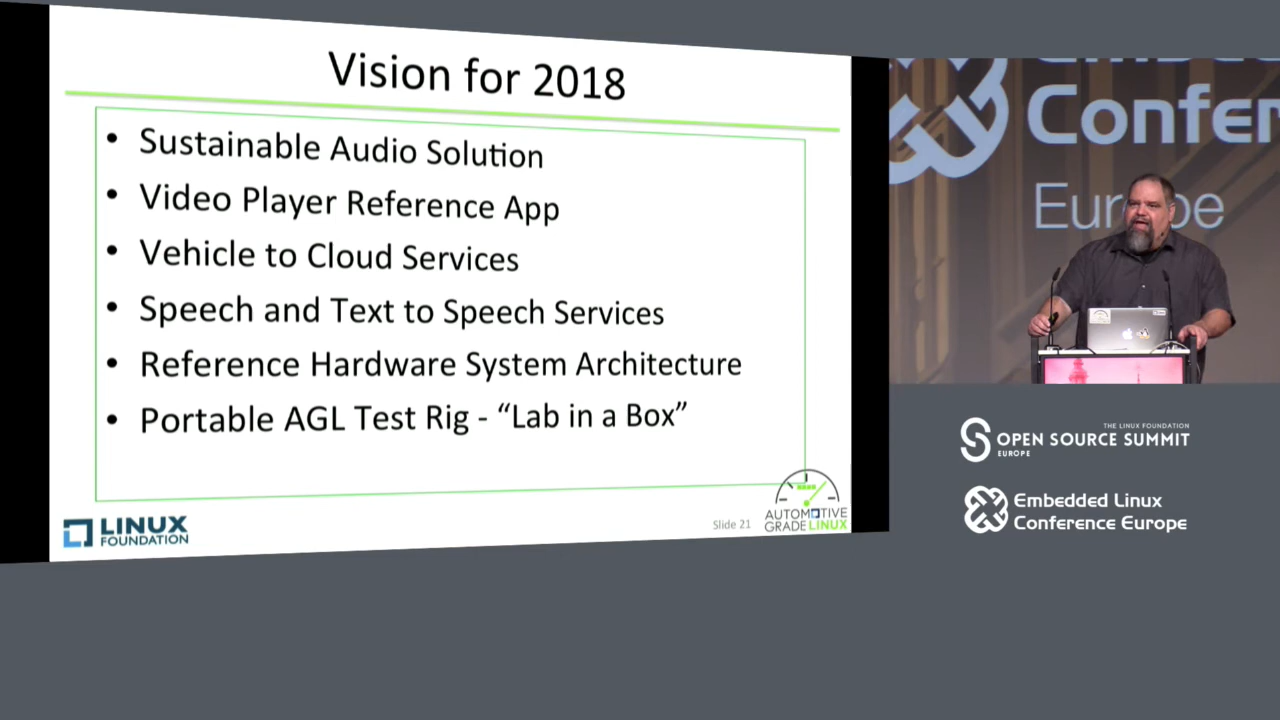 Vision for 2018
• Sustainable Audio Solution
• Video Player Reference App
• Vehicle to Cloud Services
• Speech and Text to Speech Services
• Reference Hardware System Architecture
• Portable AGL Test Rig - “Lab in a Box”
LINUX
FOUNDATION
Slide 21
AUTOMOTIVE
GRADE LINUX
Confer
Europe
THE LINUX FOUNDATION
OPEN SOURCE SUMMIT
EUROPE
Embedded Linux
Conference Europe